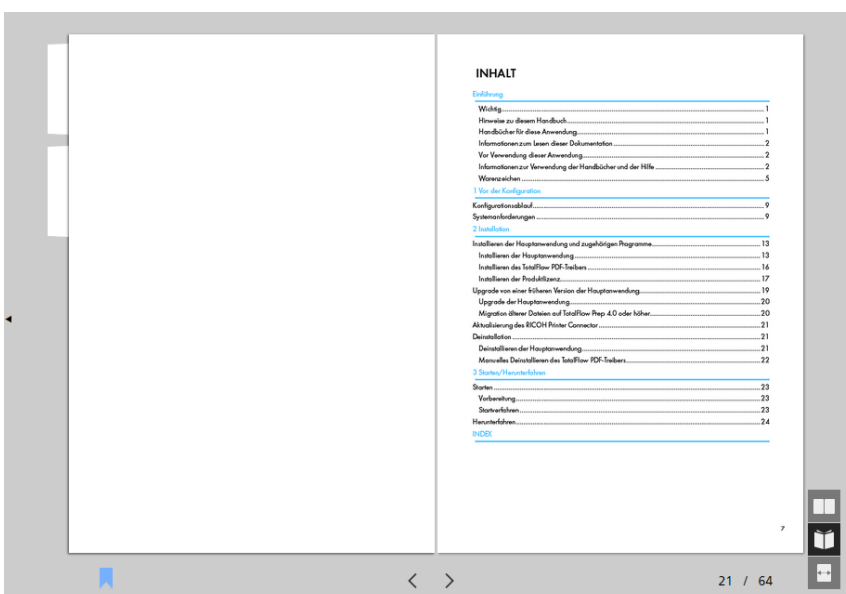 INHALT
Einführung
Wichtig 1
Hinweise zu diesem Handbuch 1
Handbücher für diese Anwendung 1
Informationen zum Lesen dieser Dokumentation 2
Vor Verwendung dieser Anwendung 2
Informationen zur Verwendung der Handbücher und der Hilfe 2
Warenzeichen 5
1 Vor der Konfiguration
Konfigurationsablauf 9
Systemanforderungen 9
2 Installation
Installieren der Hauptanwendung und zugehörigen Programme 13
Installieren der Hauptanwendung 13
Installieren des TotalFlow PDF-Treibers 16
Installieren der Produktlizenz 17
Upgrade von einer früheren Version der Hauptanwendung 19
Upgrade der Hauptanwendung 20
Migration älterer Dateien auf TotalFlow Prep 4.0 oder höher 20
Aktualisierung des RICOH Printer Connector 21
Deinstallation 21
Deinstallieren der Hauptanwendung 21
Manuelles Deinstallieren des TotalFlow PDF-Treibers 22
3 Starten/Herunterfahren
Starten 23
Vorbereitung 23
Startverfahren 23
Herunterfahren 24
INDEX
7
21 / 64